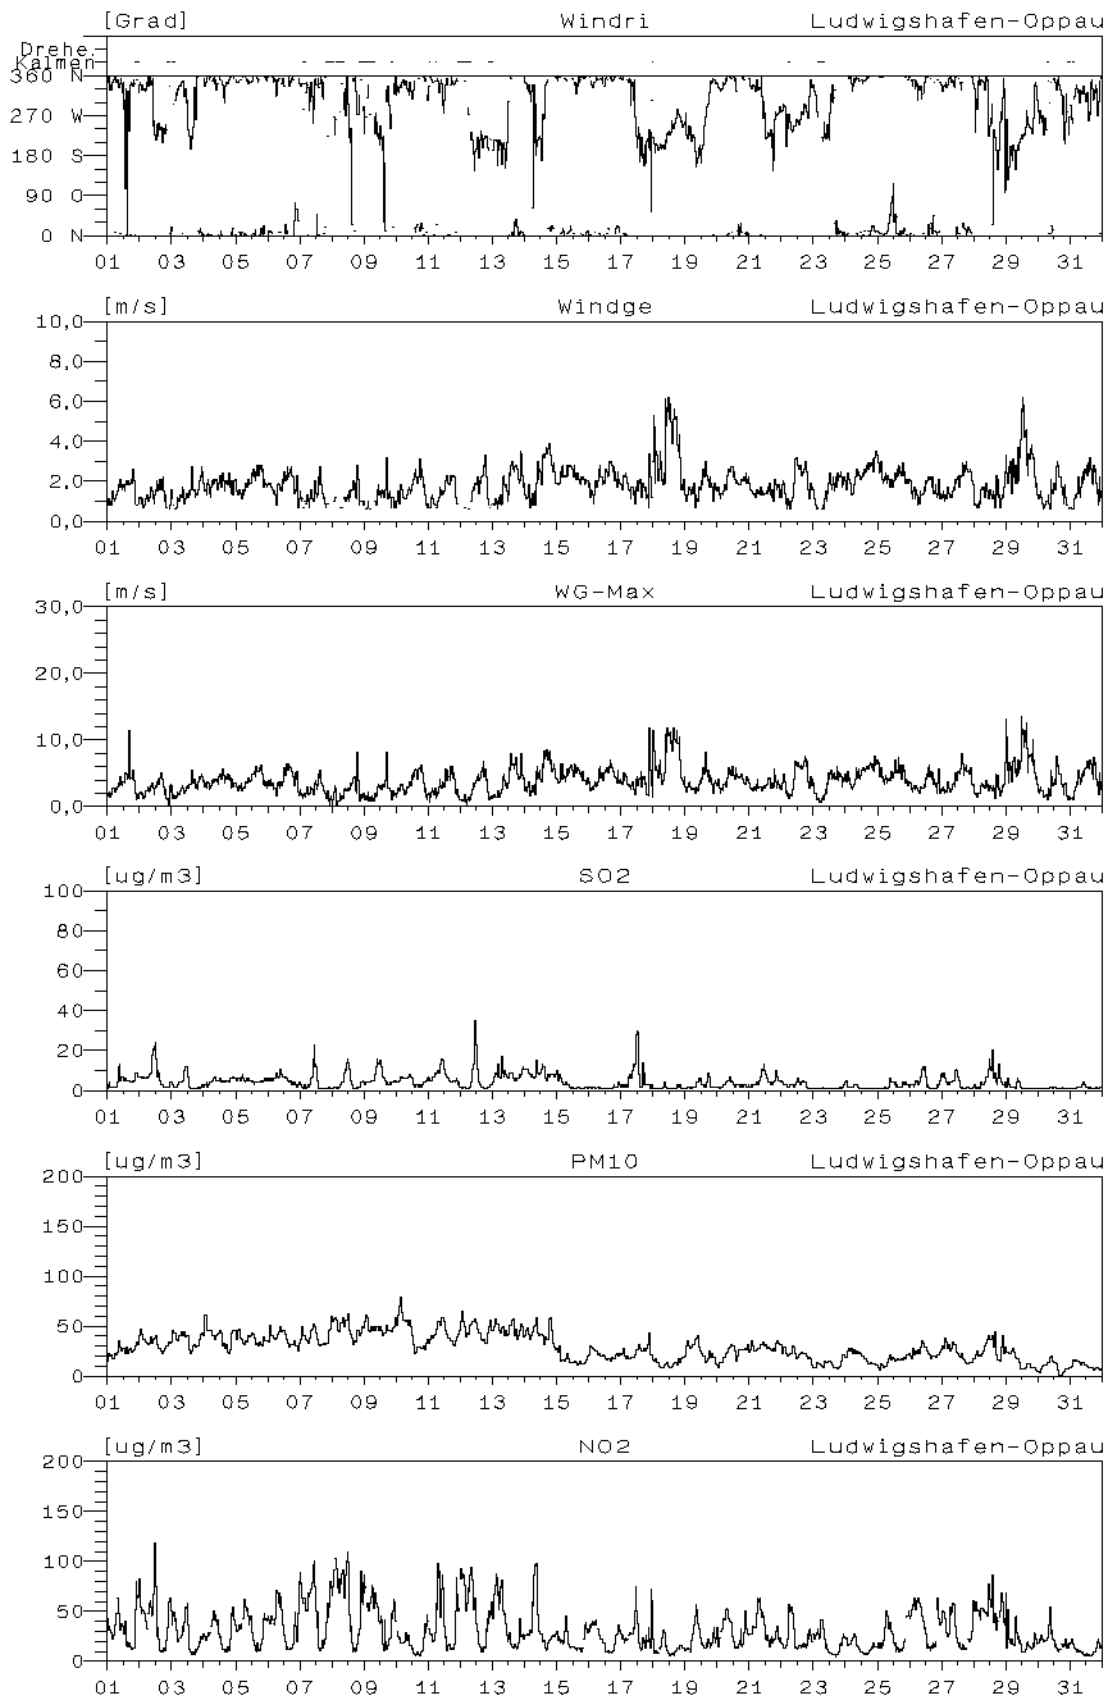 [Grad] Windri Ludwigshafen-Oppau
Drehe.
Kalmen
360 N
270 W
180 S
90 O
0 N
01 03 05 07 09 11 13 15 17 19 21 23 25 27 29 31
[m/s] Windge Ludwigshafen-Oppau
10,0
8,0
6,0
4,0
2,0
0,0
01 03 05 07 09 11 13 15 17 19 21 23 25 27 29 31
[m/s] WG-Max Ludwigshafen-Oppau
30,0
20,0
10,0
0,0
01 03 05 07 09 11 13 15 17 19 21 23 25 27 29 31
[ug/m3] SO2 Ludwigshafen-Oppau
100
80
60
40
20
0
01 03 05 07 09 11 13 15 17 19 21 23 25 27 29 31
[ug/m3] PM10 Ludwigshafen-Oppau
200
150
100
50
0
01 03 05 07 09 11 13 15 17 19 21 23 25 27 29 31
[ug/m3] NO2 Ludwigshafen-Oppau
200
150
100
50
0
01 03 05 07 09 11 13 15 17 19 21 23 25 27 29 31